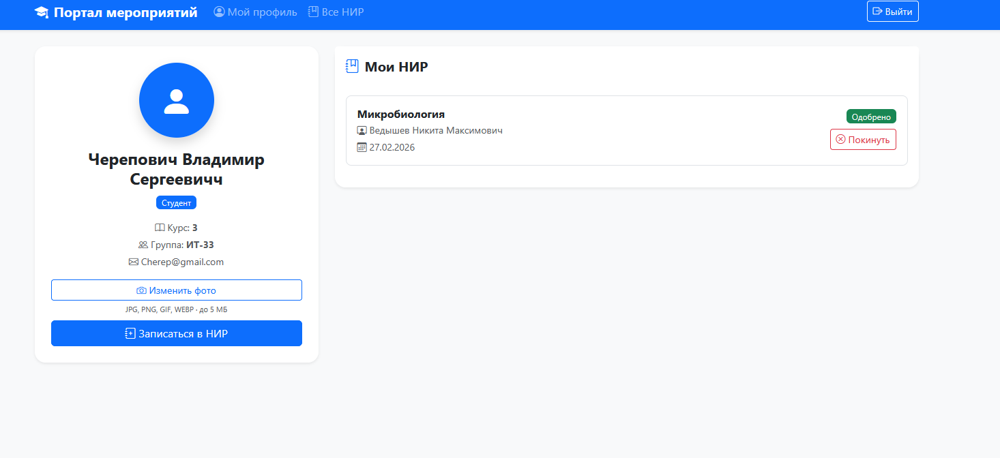 Портал мероприятий Мой профиль Все НИР Выйти
Черепович Владимир
Сергеевичч
Студент
Курс: 3
Группа: ИТ-33
Cherep@gmail.com
Изменить фото
JPG, PNG, GIF, WEBP · до 5 МБ
Записаться в НИР
Мои НИР
Микробиология
Ведышев Никита Максимович
27.02.2026
Одобрено
Покинуть